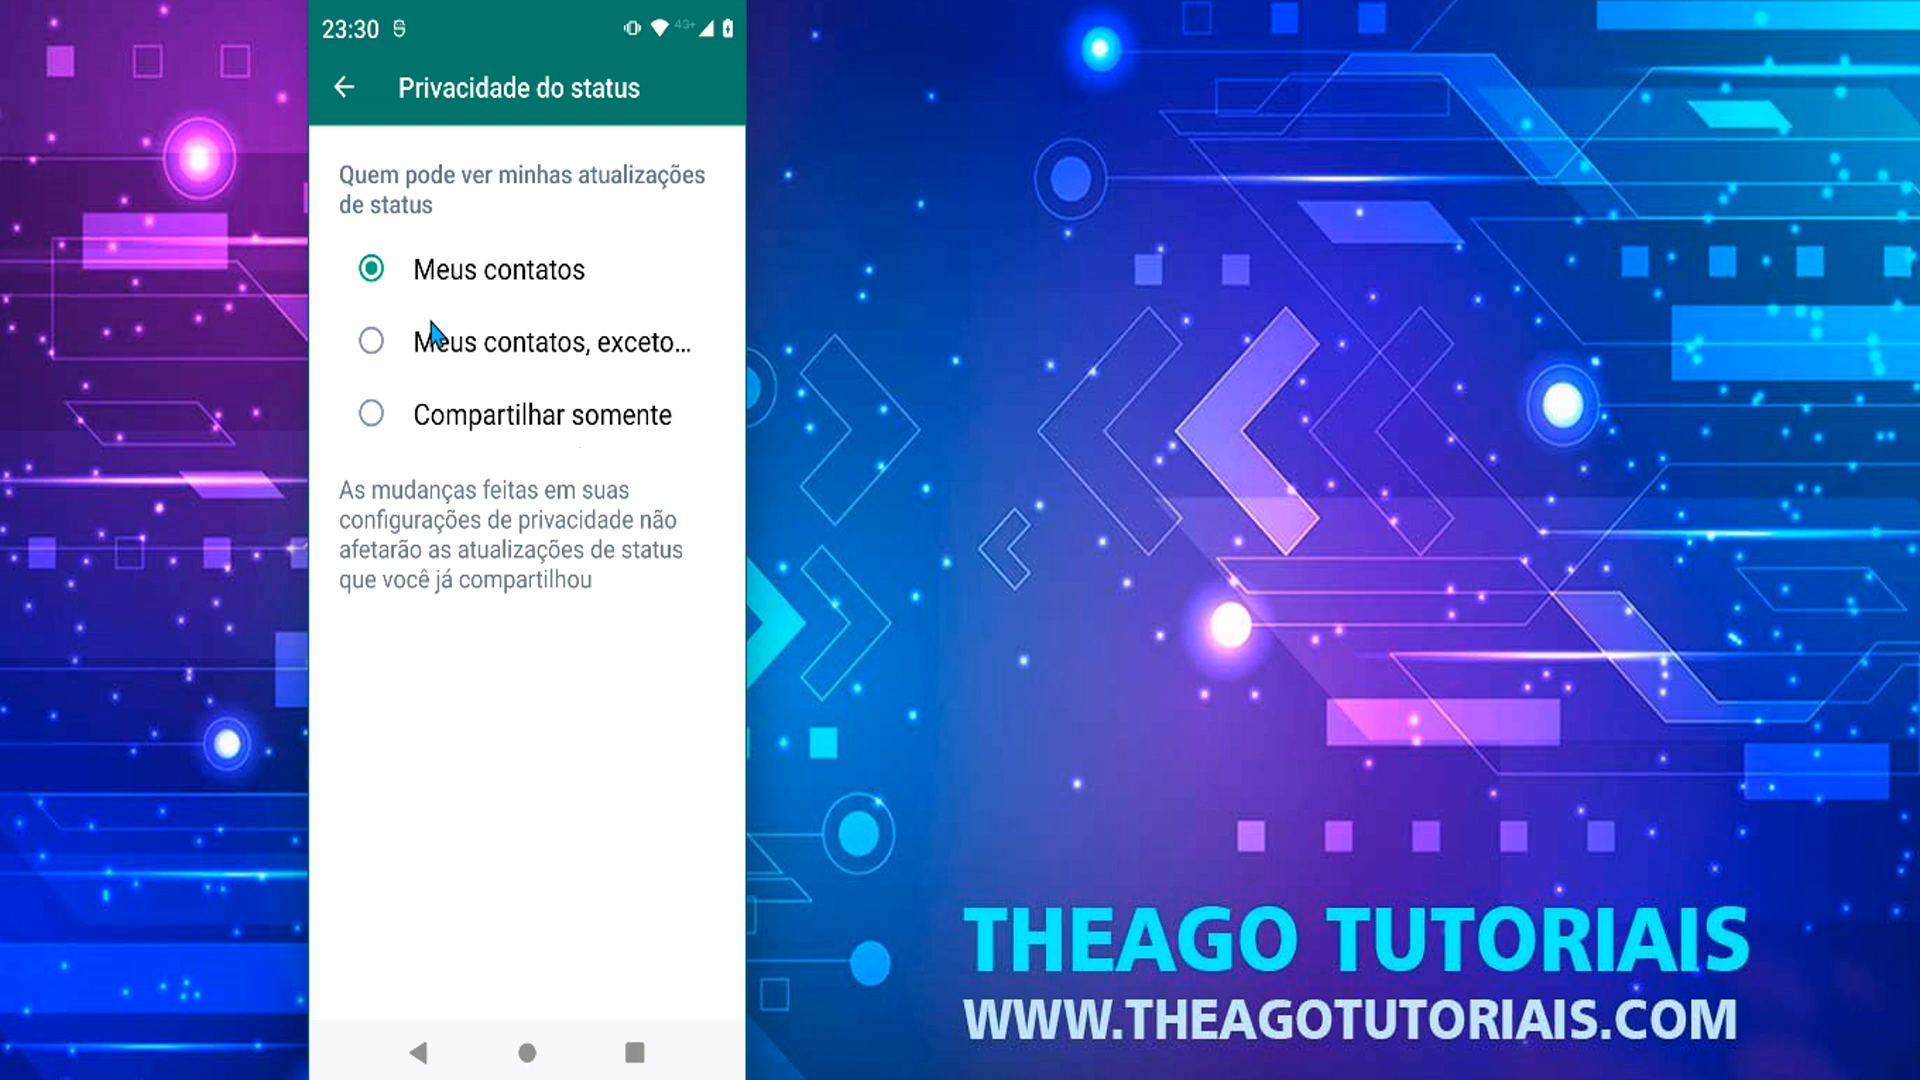 23:30
4G+
Privacidade do status
Quem pode ver minhas atualizações
de status
Meus contatos
Meus contatos, exceto...
Compartilhar somente
As mudanças feitas em suas
configurações de privacidade não
afetarão as atualizações de status
que você já compartilhou
THEAGO TUTORIAIS
WWW.THEAGOTUTORIAIS.COM